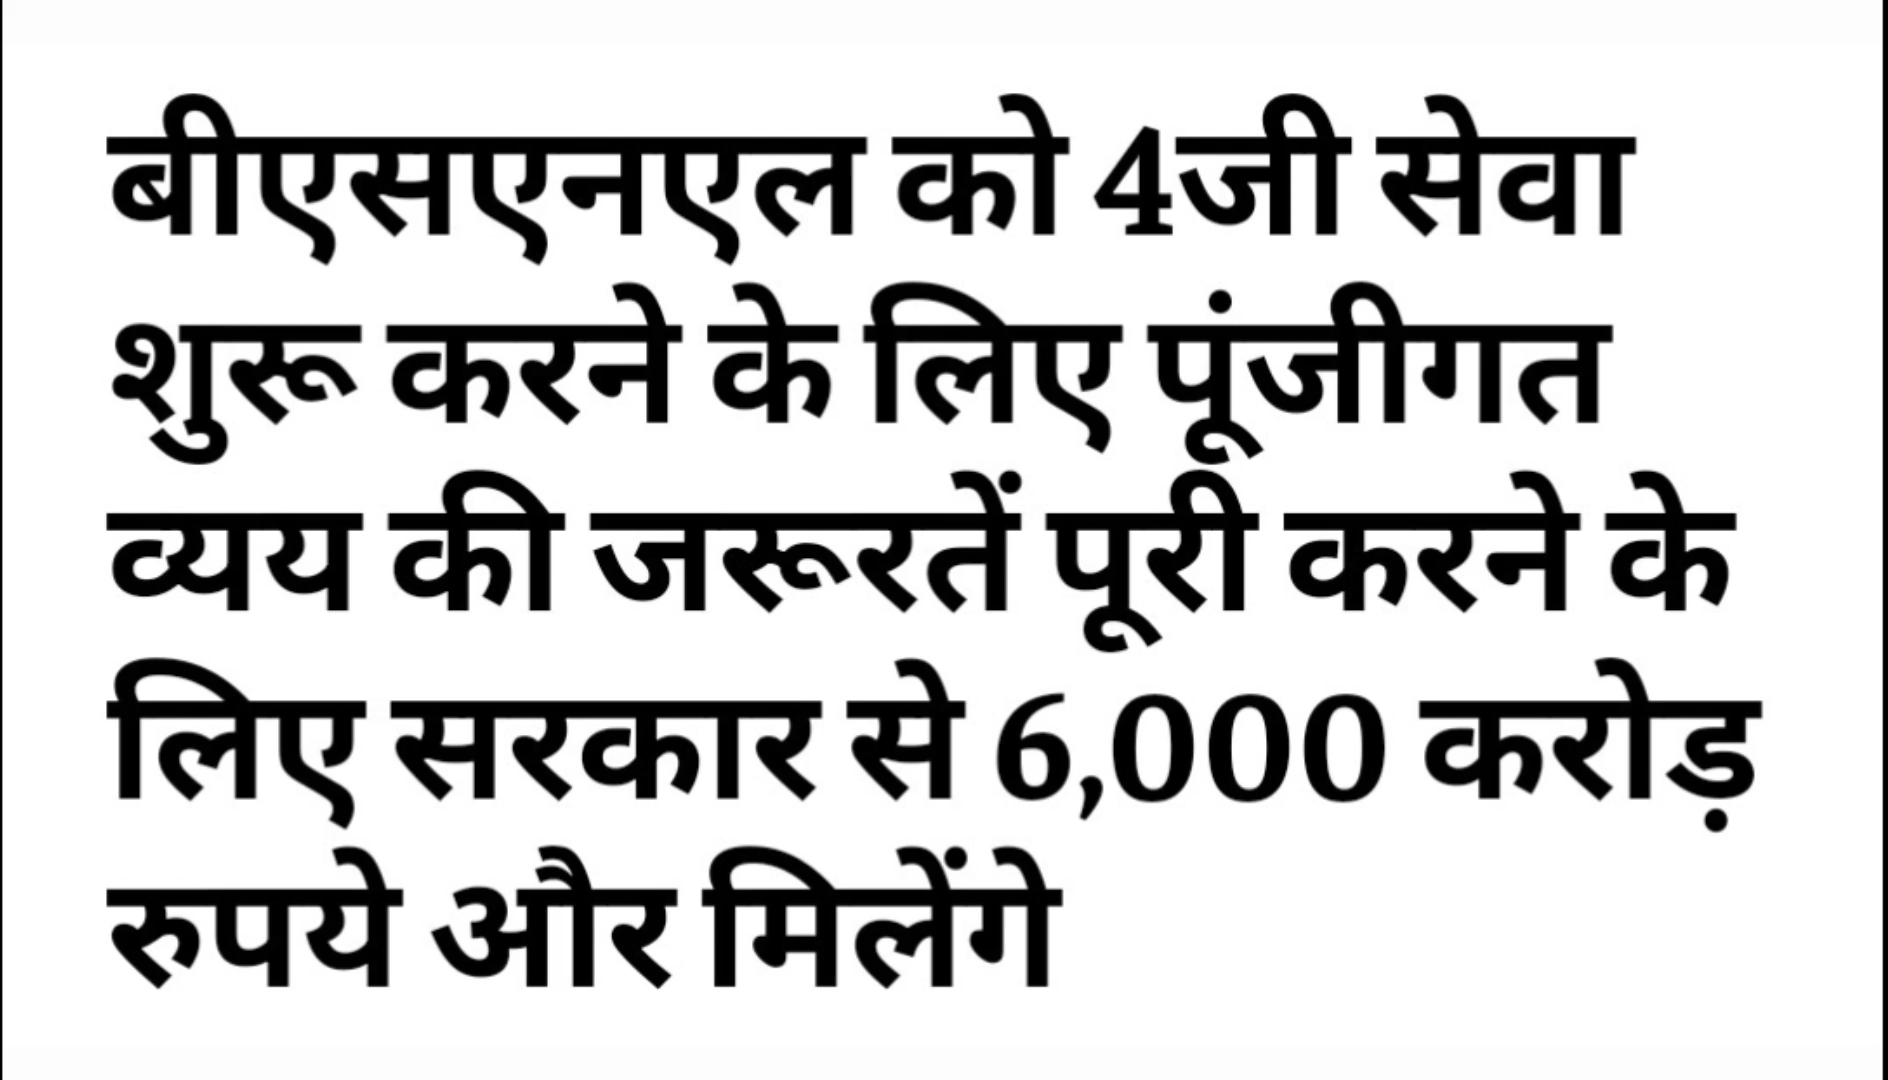 बीएसएनएल को 4जी सेवा
शुरू करने के लिए पूंजीगत
व्यय की जरूरतें पूरी करने के
लिए सरकार से 6,000 करोड़
रुपये और मिलेंगे